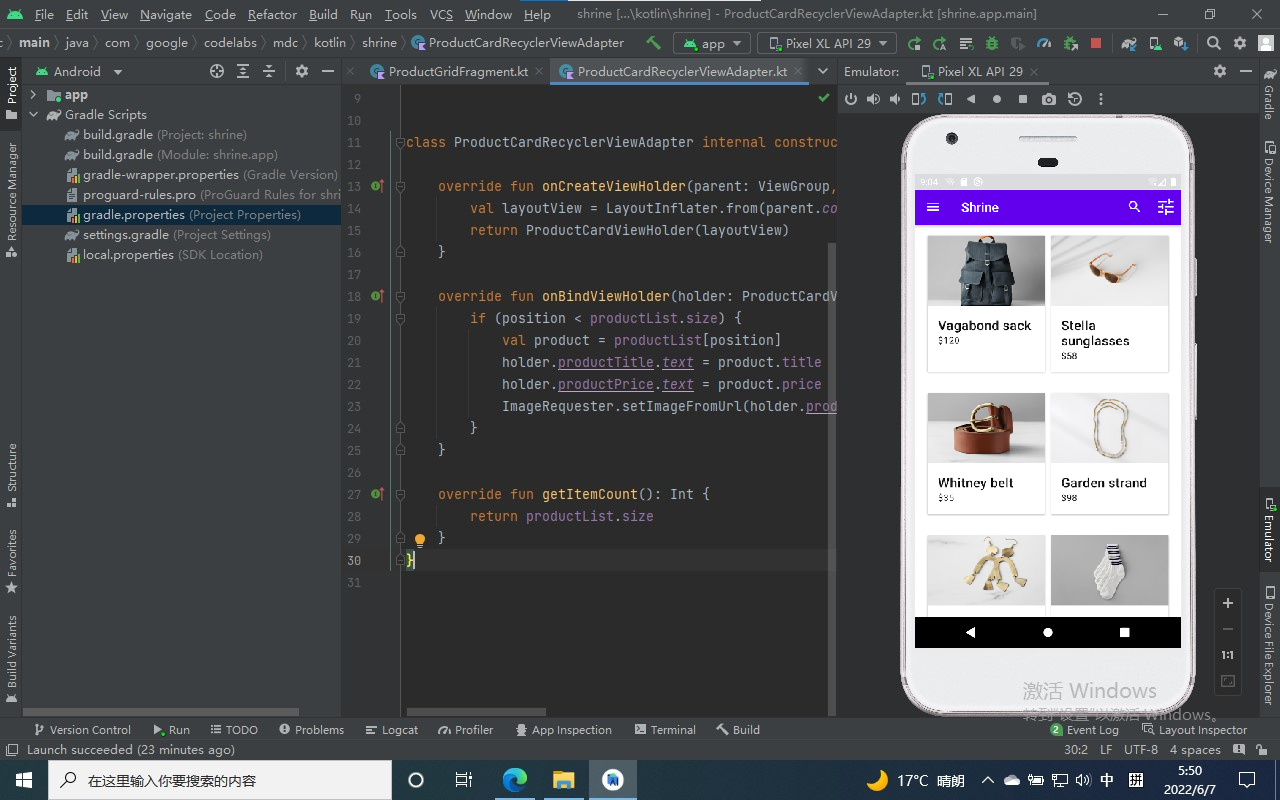 File Edit View Navigate Code Refactor Build Run Tools VCS Window Help shrine [...\kotlin\shrine] - ProductCardRecyclerViewAdapter.kt [shrine.app.main]
main java com google codelabs mdc kotlin shrine ProductCardRecyclerViewAdapter app Pixel XL API 29
Android
ProductGridFragment.kt ProductCardRecyclerViewAdapter.kt
Emulator: Pixel XL API 29
Project
Resource Manager
Structure
Favorites
Build Variants
app
Gradle Scripts
build.gradle (Project: shrine)
build.gradle (Module: shrine.app)
gradle-wrapper.properties (Gradle Version)
proguard-rules.pro (ProGuard Rules for shri
gradle.properties (Project Properties)
settings.gradle (Project Settings)
local.properties (SDK Location)
9
10
11 class ProductCardRecyclerViewAdapter internal construc
12
13 override fun onCreateViewHolder(parent: ViewGroup,
14 val layoutView = LayoutInflater.from(parent.co
15 return ProductCardViewHolder(layoutView)
16 }
17
18 override fun onBindViewHolder(holder: ProductCardV
19 if (position < productList.size) {
20 val product = productList[position]
21 holder.productTitle.text = product.title
22 holder.productPrice.text = product.price
23 ImageRequester.setImageFromUrl(holder.prod
24 }
25 }
26
27 override fun getItemCount(): Int {
28 return productList.size
29 }
30 }
31
9:04
Shrine
Vagabond sack
$120
Stella
sunglasses
$58
Whitney belt
$35
Garden strand
$98
1:1
Gradle
Device Manager
Emulator
Device File Explorer
激活 Windows
转到"设置"以激活 Windows。
Version Control Run TODO Problems Logcat Profiler App Inspection Terminal Build 2 Event Log Layout Inspector
Launch succeeded (23 minutes ago) 30:2 LF UTF-8 4 spaces
在这里输入你要搜索的内容
17°C 晴朗
中
拼
5:50
2022/6/7